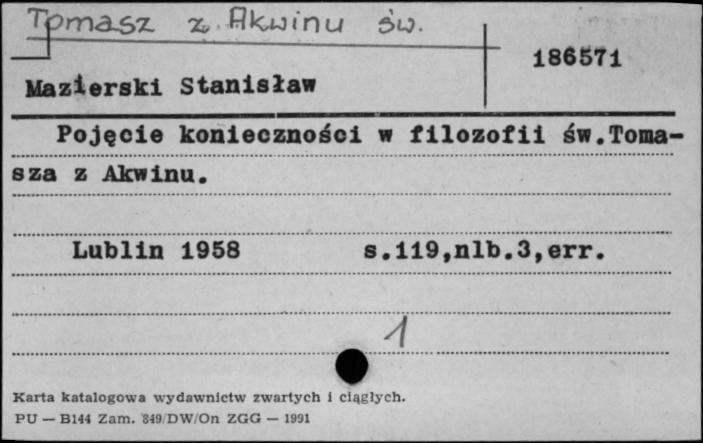 Tomasz z Akwinu św.
186571
Mazierski Stanisław
Pojęcie konieczności w filozofii św.Toma-
sza z Akwinu.
Lublin 1958 s.119,nlb.3,err.
1
Karta katalogowa wydawnictw zwartych i ciągłych.
PU — B144 Zam. 849/DW/On ZGG — 1991